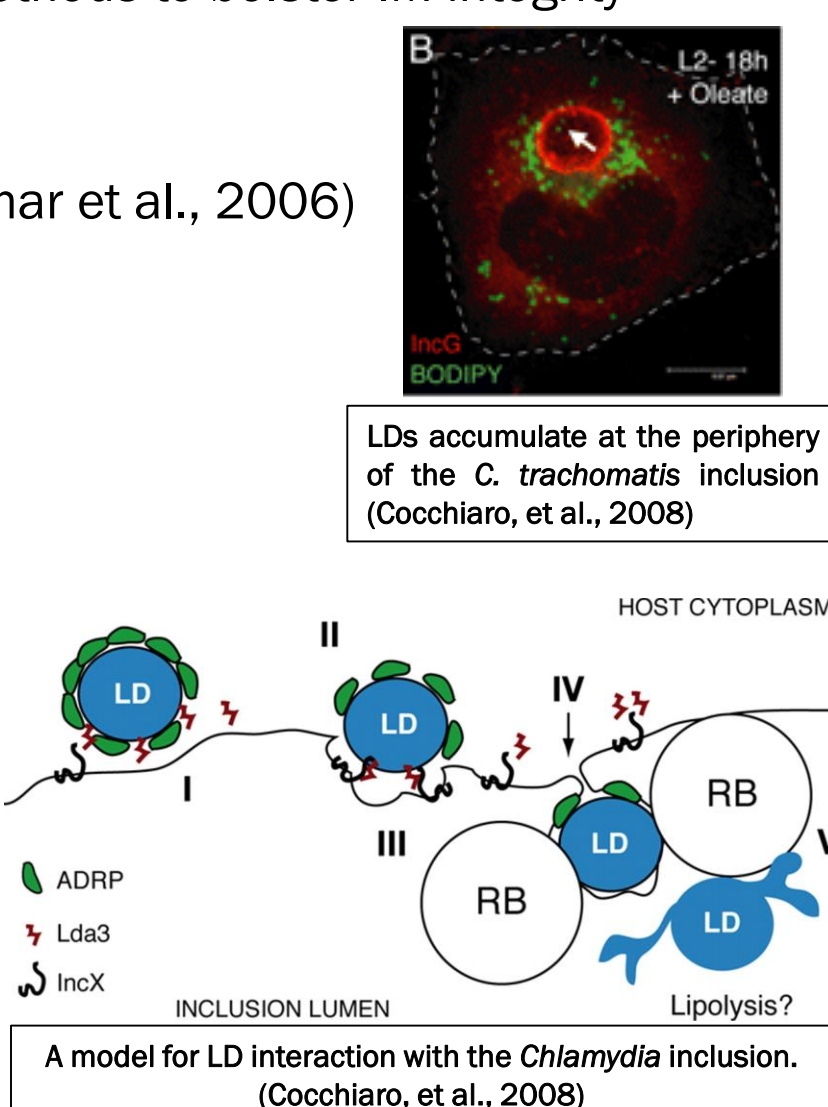 B
L2- 18h
+ Oleate
et al., 2006)
IncG
BODIPY
LDs accumulate at the periphery
of the C. trachomatis inclusion
(Cocchiaro, et al., 2008)
HOST CYTOPLASM
II
LD
LD
IV
I
III
RB
LD
RB
LD
ADRP
Lda3
IncX
INCLUSION LUMEN
Lipolysis?
A model for LD interaction with the Chlamydia inclusion.
(Cocchiaro, et al., 2008)